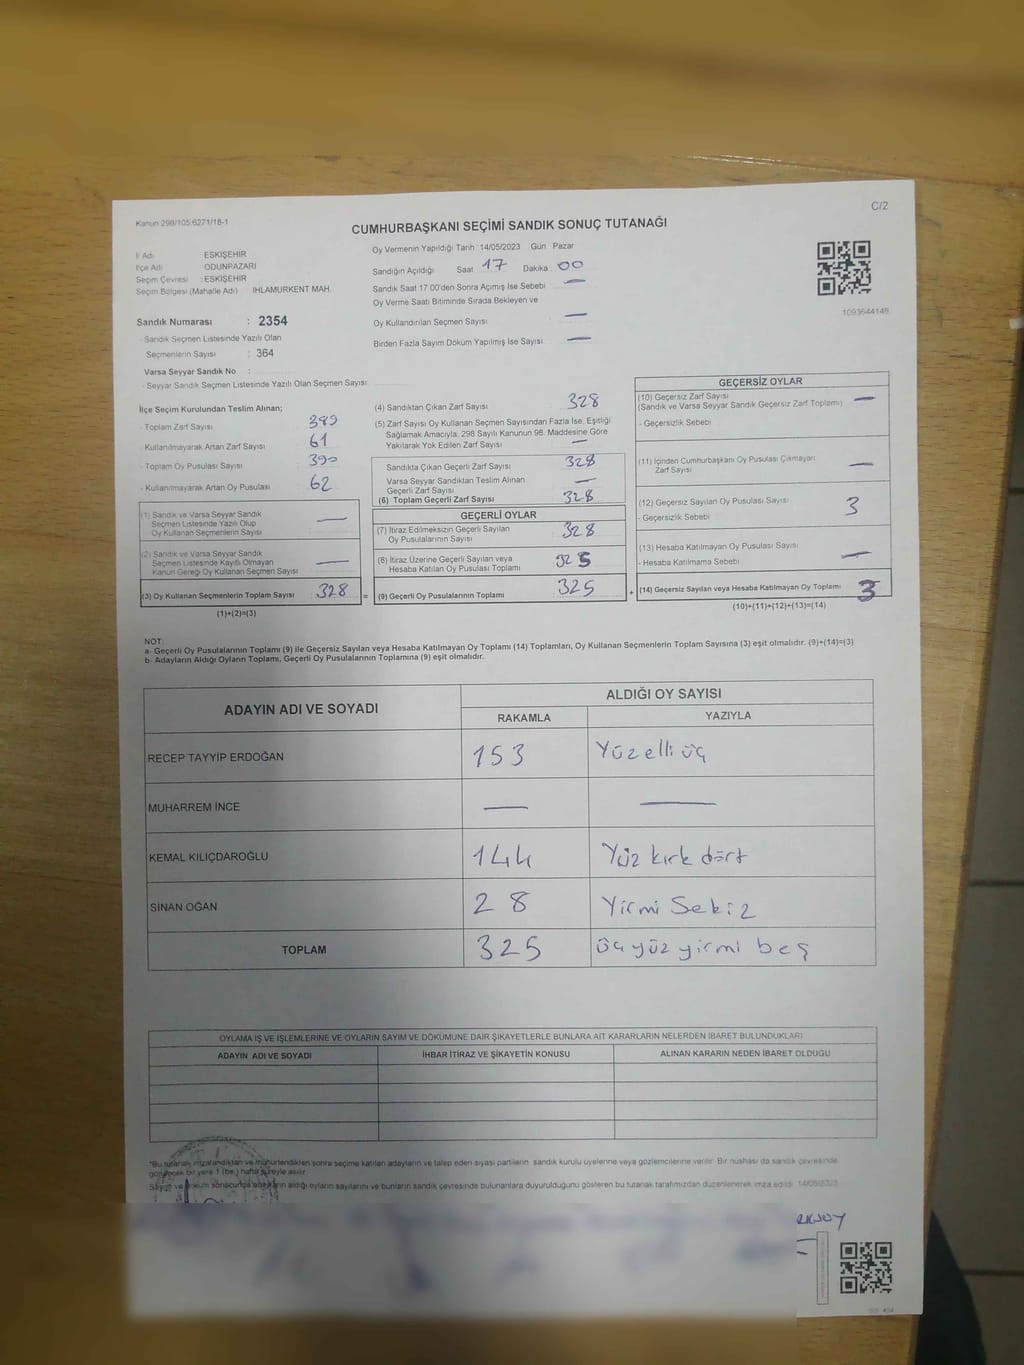 Kanun 298/105:6271/18-1
C/2
CUMHURBAŞKANI SEÇİMİ SANDIK SONUÇ TUTANAĞI
İl Adı ESKİŞEHİR
İlçe Adı ODUNPAZARI
Seçim Çevresi : ESKİŞEHİR
Seçim Bölgesi (Mahalle Adı) IHLAMURKENT MAH.
Sandık Numarası : 2354
- Sandık Seçmen Listesinde Yazılı Olan
Seçmenlerin Sayısı : 364
Varsa Seyyar Sandık No :
- Seyyar Sandık Seçmen Listesinde Yazılı Olan Seçmen Sayısı:
Oy Vermenin Yapıldığı Tarih 14/05/2023 Gün Pazar
Sandığın Açıldığı Saat 17 Dakika 00
Sandık Saat 17:00'den Sonra Açımış İse Sebebi —
Oy Verme Saati Bitiminde Sırada Bekleyen ve
Oy Kullandırılan Seçmen Sayısı —
Birden Fazla Sayım Döküm Yapılmış İse Sayısı —
1093644148
İlçe Seçim Kurulundan Teslim Alınan;
- Toplam Zarf Sayısı 389
Kullanılmayarak Artan Zarf Sayısı 61
- Toplam Oy Pusulası Sayısı 390
- Kullanılmayarak Artan Oy Pusulası 62
(1) Sandık ve Varsa Seyyar Sandık
Seçmen Listesinde Yazılı Olup
Oy Kullanan Seçmenlerin Sayısı —
(2) Sandık ve Varsa Seyyar Sandık
Seçmen Listesinde Kayıtlı Olmayan
Kanun Gereği Oy Kullanan Seçmen Sayısı —
(3) Oy Kullanan Seçmenlerin Toplam Sayısı 328 =
(1)+(2)=(3)
(4) Sandıktan Çıkan Zarf Sayısı 328
(5) Zarf Sayısı Oy Kullanan Seçmen Sayısından Fazla İse, Eşitliği
Sağlamak Amacıyla; 298 Sayılı Kanunun 98. Maddesine Göre
Yakılarak Yok Edilen Zarf Sayısı —
Sandıkta Çıkan Geçerli Zarf Sayısı 328
Varsa Seyyar Sandıktan Teslim Alınan
Geçerli Zarf Sayısı —
(6) Toplam Geçerli Zarf Sayısı 328
GEÇERLİ OYLAR
(7) İtiraz Edilmeksizin Geçerli Sayılan
Oy Pusulalarının Sayısı 328
(8) İtiraz Üzerine Geçerli Sayılan veya
Hesaba Katılan Oy Pusulası Toplamı 325
(9) Geçerli Oy Pusulalarının Toplamı 325 +
GEÇERSİZ OYLAR
(10) Geçersiz Zarf Sayısı
(Sandık ve Varsa Seyyar Sandık Geçersiz Zarf Toplamı) —
- Geçersizlik Sebebi
(11) İçinden Cumhurbaşkanı Oy Pusulası Çıkmayan
Zarf Sayısı —
(12) Geçersiz Sayılan Oy Pusulası Sayısı 3
- Geçersizlik Sebebi
(13) Hesaba Katılmayan Oy Pusulası Sayısı —
- Hesaba Katılmama Sebebi
(14) Geçersiz Sayılan veya Hesaba Katılmayan Oy Toplamı 3
(10)+(11)+(12)+(13)=(14)
NOT:
a- Geçerli Oy Pusulalarının Toplamı (9) ile Geçersiz Sayılan veya Hesaba Katılmayan Oy Toplamı (14) Toplamları, Oy Kullanan Seçmenlerin Toplam Sayısına (3) eşit olmalıdır. (9)+(14)=(3)
b- Adayların Aldığı Oyların Toplamı, Geçerli Oy Pusulalarının Toplamına (9) eşit olmalıdır.
ADAYIN ADI VE SOYADI
ALDIĞI OY SAYISI
RAKAMLA YAZIYLA
RECEP TAYYİP ERDOĞAN 153 Yüzelli üç
MUHARREM İNCE — —
KEMAL KILIÇDAROĞLU 144 Yüz kırk dört
SİNAN OĞAN 28 Yirmi Sekiz
TOPLAM 325 üçyüz yirmi beş
OYLAMA İŞ VE İŞLEMLERİNE VE OYLARIN SAYIM VE DÖKÜMÜNE DAİR ŞİKAYETLERLE BUNLARA AİT KARARLARIN NELERDEN İBARET BULUNDUKLARI
ADAYIN ADI VE SOYADI İHBAR İTİRAZ VE ŞİKAYETİN KONUSU ALINAN KARARIN NEDEN İBARET OLDUĞU
*Bu tutanak imzalandıktan ve mühürlendikten sonra seçime katılan adayların ve talep eden siyasi partilerin sandık kurulu üyelerine veya gözlemcilerine verilir. Bir nüshası da sandık çevresinde
görülecek bir yere 1 (bir) hafta süreyle asılır.
Sayım ve döküm sonucunda adayların aldığı oyların sayılarını ve bunların sandık çevresinde bulunanlara duyurulduğunu gösteren bu tutanak tarafımızdan düzenlenerek imza edildi. 14/05/2023